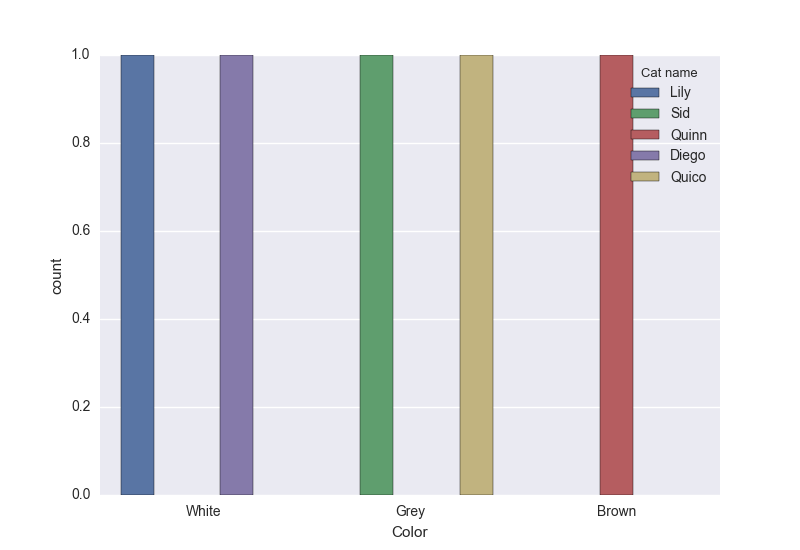 1.0
0.8
0.6
0.4
0.2
0.0
count
Cat name
Lily
Sid
Quinn
Diego
Quico
White Grey Brown
Color